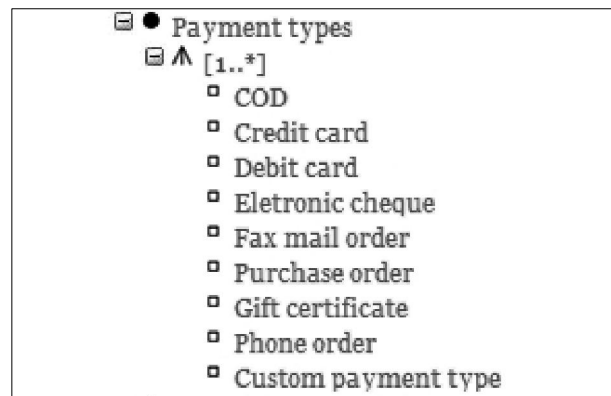 Payment types
[1..*]
COD
Credit card
Debit card
Eletronic cheque
Fax mail order
Purchase order
Gift certificate
Phone order
Custom payment type